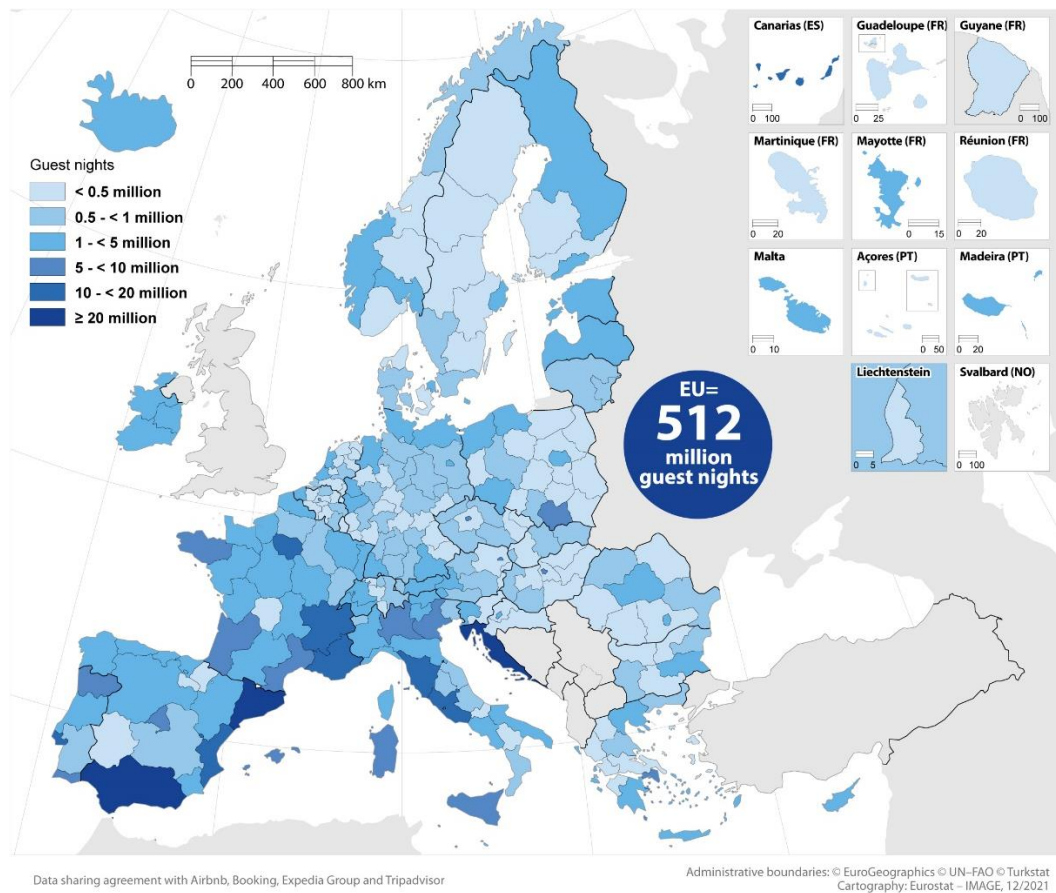 Canarias (ES)
0 100
Guadeloupe (FR)
0 25
Guyane (FR)
0 100
0 200 400 600 800 km
Martinique (FR)
0 20
Mayotte (FR)
0 15
Réunion (FR)
0 20
Guest nights
< 0.5 million
0.5 - < 1 million
1 - < 5 million
5 - < 10 million
10 - < 20 million
≥ 20 million
Malta
0 10
Açores (PT)
0 50
Madeira (PT)
0 20
Liechtenstein
0 5
Svalbard (NO)
0 100
EU=
512
million
guest nights
Data sharing agreement with Airbnb, Booking, Expedia Group and Tripadvisor
Administrative boundaries: © EuroGeographics © UN–FAO © Turkstat
Cartography: Eurostat – IMAGE, 12/2021